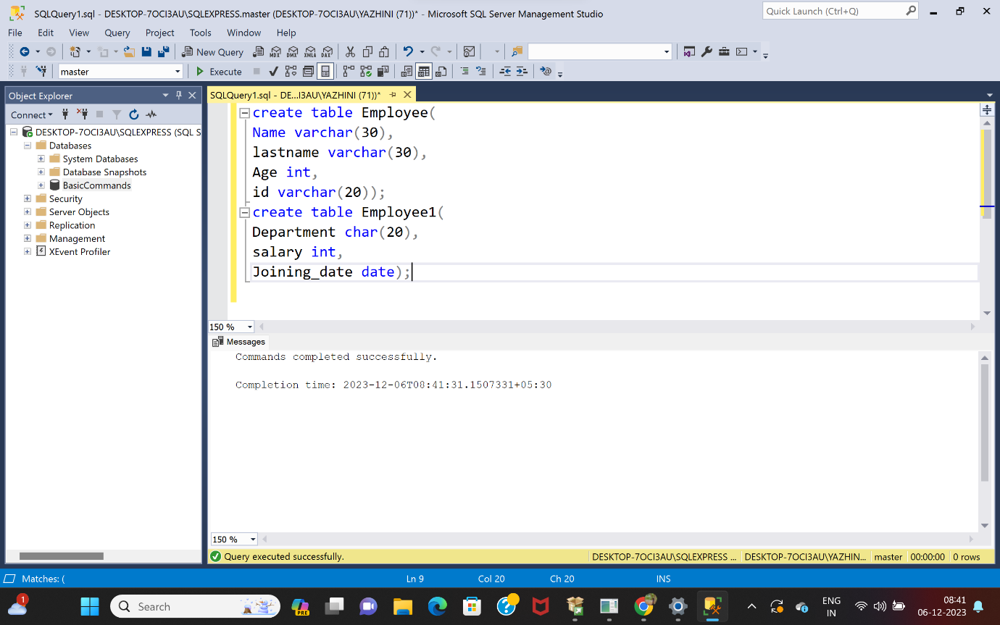 SQLQuery1.sql - DESKTOP-7OCI3AU\SQLEXPRESS.master (DESKTOP-7OCI3AU\YAZHINI (71))* - Microsoft SQL Server Management Studio
Quick Launch (Ctrl+Q)
File Edit View Query Project Tools Window Help
New Query MDX DMX XMLA DAX
master Execute
Object Explorer
SQLQuery1.sql - DE...I3AU\YAZHINI (71))*
Connect
DESKTOP-7OCI3AU\SQLEXPRESS (SQL S
Databases
System Databases
Database Snapshots
BasicCommands
Security
Server Objects
Replication
Management
XEvent Profiler
create table Employee(
Name varchar(30),
lastname varchar(30),
Age int,
id varchar(20));
create table Employee1(
Department char(20),
salary int,
Joining_date date);
150 %
Messages
Commands completed successfully.
Completion time: 2023-12-06T08:41:31.1507331+05:30
150 %
Query executed successfully.
DESKTOP-7OCI3AU\SQLEXPRESS ... DESKTOP-7OCI3AU\YAZHIN... master 00:00:00 0 rows
Matches: ( Ln 9 Col 20 Ch 20 INS
1
Search
PRE
ENG
IN
08:41
06-12-2023